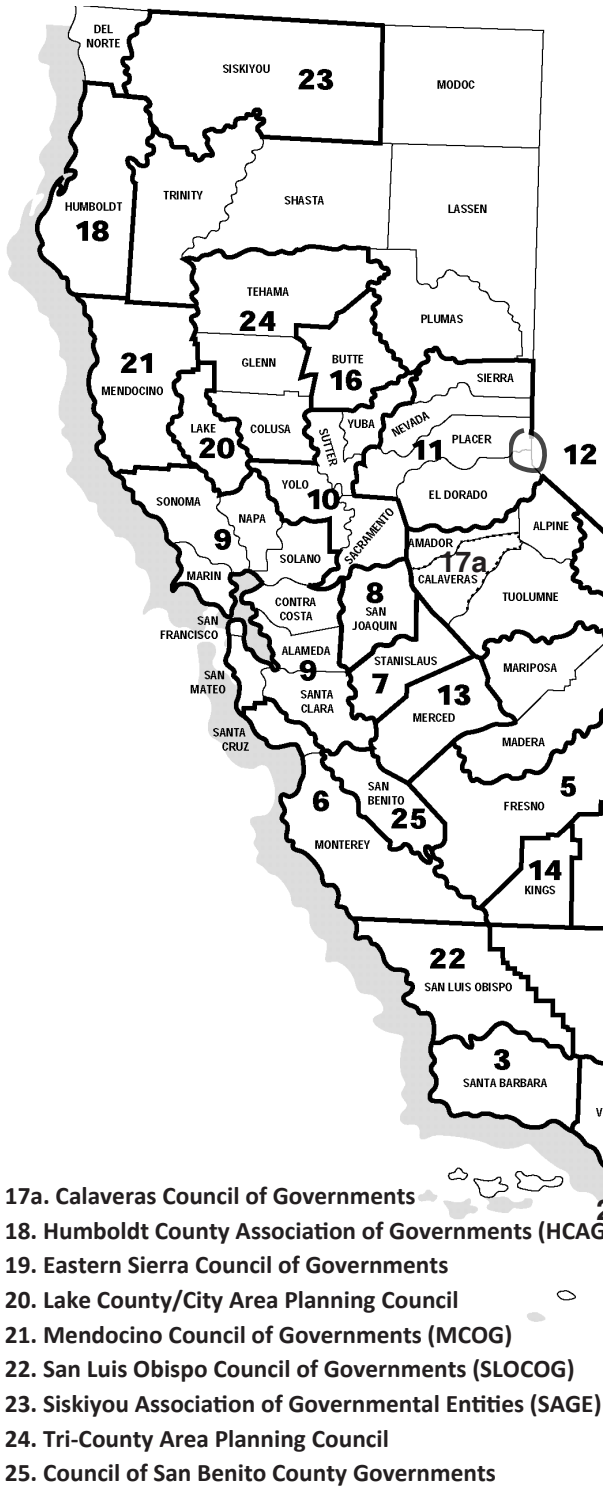 DEL
NORTE
SISKIYOU 23
MODOC
HUMBOLDT
18
TRINITY
SHASTA
LASSEN
TEHAMA
24
PLUMAS
21
MENDOCINO
GLENN
BUTTE
16
SIERRA
LAKE
20
COLUSA
SUTTER
YUBA
NEVADA
11
PLACER
12
SONOMA
9
NAPA
YOLO
10
EL DORADO
SACRAMENTO
ALPINE
MARIN
SOLANO
AMADOR
17a
CALAVERAS
TUOLUMNE
SAN
FRANCISCO
CONTRA
COSTA
8
SAN
JOAQUIN
ALAMEDA
9
STANISLAUS
7
MARIPOSA
SAN
MATEO
SANTA
CLARA
13
MERCED
SANTA
CRUZ
MADERA
6
MONTEREY
SAN
BENITO
25
5
FRESNO
14
KINGS
22
SAN LUIS OBISPO
3
SANTA BARBARA
V
2
17a. Calaveras Council of Governments
18. Humboldt County Association of Governments (HCAG
19. Eastern Sierra Council of Governments
20. Lake County/City Area Planning Council
21. Mendocino Council of Governments (MCOG)
22. San Luis Obispo Council of Governments (SLOCOG)
23. Siskiyou Association of Governmental Entities (SAGE)
24. Tri-County Area Planning Council
25. Council of San Benito County Governments